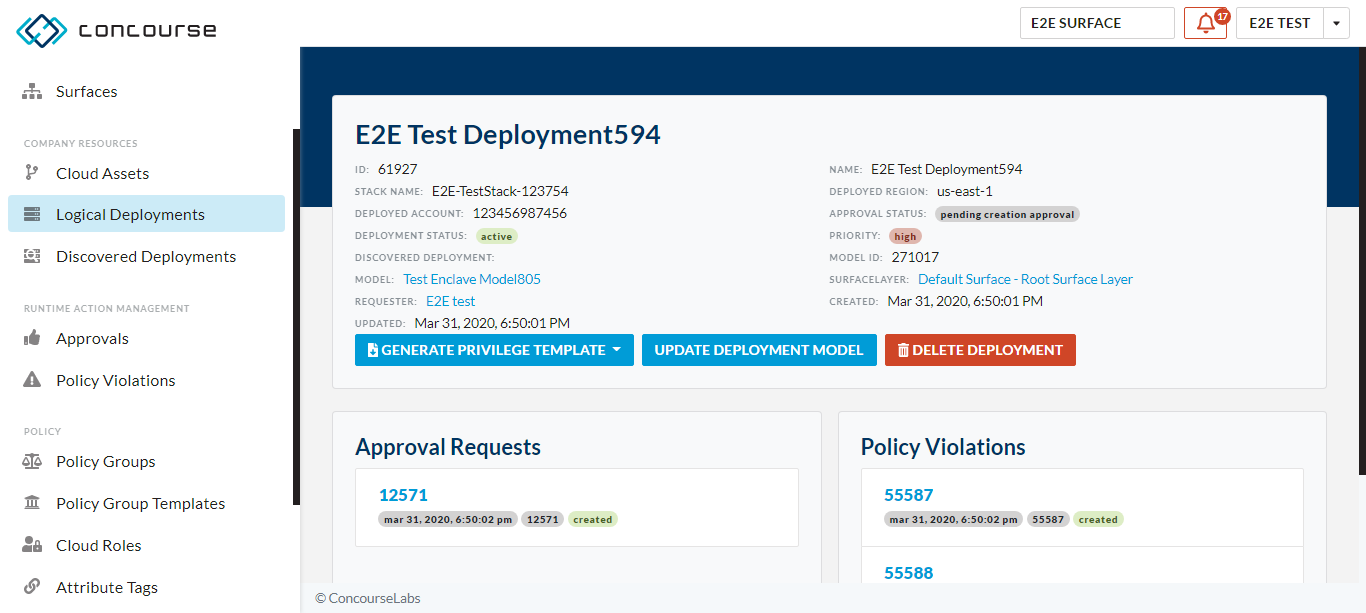 concourse
E2E SURFACE
17
E2E TEST
Surfaces
COMPANY RESOURCES
Cloud Assets
Logical Deployments
Discovered Deployments
RUNTIME ACTION MANAGEMENT
Approvals
Policy Violations
POLICY
Policy Groups
Policy Group Templates
Cloud Roles
Attribute Tags
E2E Test Deployment594
ID: 61927
STACK NAME: E2E-TestStack-123754
DEPLOYED ACCOUNT: 123456987456
DEPLOYMENT STATUS: active
DISCOVERED DEPLOYMENT:
MODEL: Test Enclave Model805
REQUESTER: E2E test
UPDATED: Mar 31, 2020, 6:50:01 PM
NAME: E2E Test Deployment594
DEPLOYED REGION: us-east-1
APPROVAL STATUS: pending creation approval
PRIORITY: high
MODEL ID: 271017
SURFACELAYER: Default Surface - Root Surface Layer
CREATED: Mar 31, 2020, 6:50:01 PM
GENERATE PRIVILEGE TEMPLATE
UPDATE DEPLOYMENT MODEL
DELETE DEPLOYMENT
Approval Requests
12571
mar 31, 2020, 6:50:02 pm 12571 created
Policy Violations
55587
mar 31, 2020, 6:50:02 pm 55587 created
55588
© ConcourseLabs